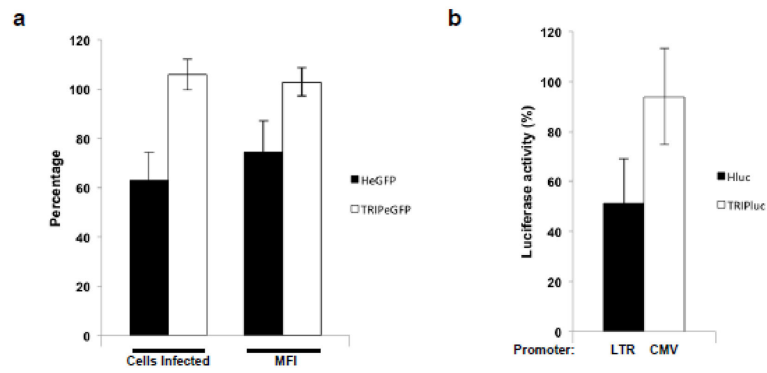 a
120
100
80
60
40
20
0
Percentage
Cells Infected
MFI
HeGFP
TRIPeGFP
b
120
100
80
60
40
20
0
Luciferase activity (%)
Promoter: LTR CMV
Hluc
TRIPluc